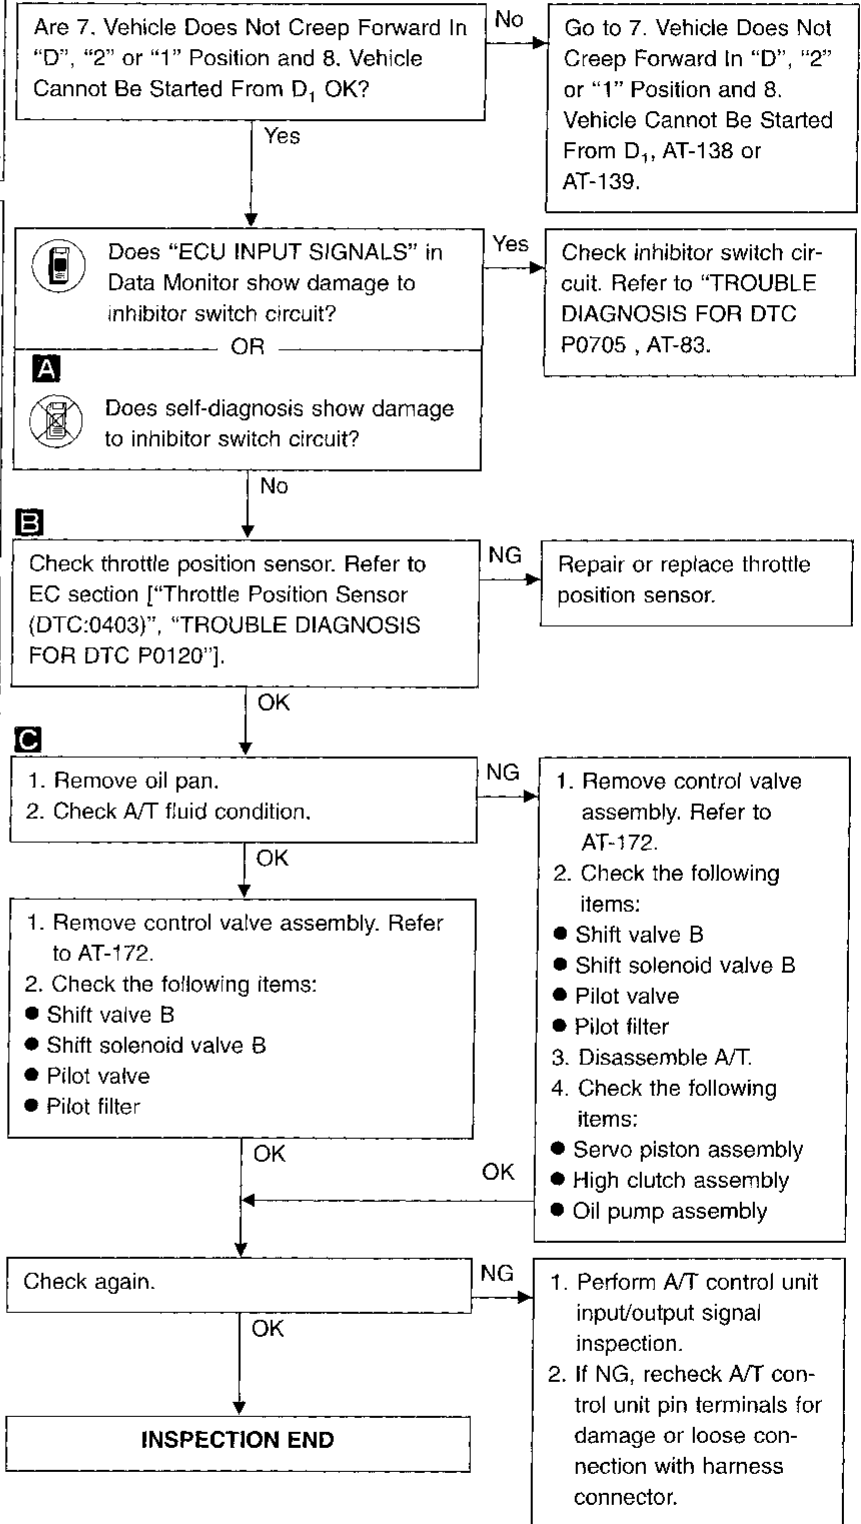 Are 7. Vehicle Does Not Creep Forward In
“D”, “2” or “1” Position and 8. Vehicle
Cannot Be Started From D1 OK?
No
Go to 7. Vehicle Does Not
Creep Forward In “D”, “2”
or “1” Position and 8.
Vehicle Cannot Be Started
From D1, AT-138 or
AT-139.
Yes
Does “ECU INPUT SIGNALS” in
Data Monitor show damage to
inhibitor switch circuit?
OR
A
Does self-diagnosis show damage
to inhibitor switch circuit?
Yes
Check inhibitor switch cir-
cuit. Refer to “TROUBLE
DIAGNOSIS FOR DTC
P0705 , AT-83.
No
B
Check throttle position sensor. Refer to
EC section [“Throttle Position Sensor
(DTC:0403)”, “TROUBLE DIAGNOSIS
FOR DTC P0120”].
NG
Repair or replace throttle
position sensor.
OK
C
1. Remove oil pan.
2. Check A/T fluid condition.
NG
1. Remove control valve
assembly. Refer to
AT-172.
2. Check the following
items:
● Shift valve B
● Shift solenoid valve B
● Pilot valve
● Pilot filter
3. Disassemble A/T.
4. Check the following
items:
● Servo piston assembly
● High clutch assembly
● Oil pump assembly
OK
1. Remove control valve assembly. Refer
to AT-172.
2. Check the following items:
● Shift valve B
● Shift solenoid valve B
● Pilot valve
● Pilot filter
OK
OK
Check again.
NG
1. Perform A/T control unit
input/output signal
inspection.
2. If NG, recheck A/T con-
trol unit pin terminals for
damage or loose con-
nection with harness
connector.
OK
INSPECTION END